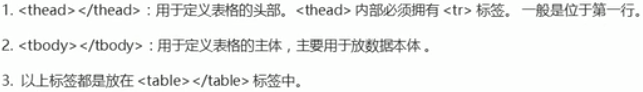 1. <thead></thead>：用于定义表格的头部。<thead> 内部必须拥有 <tr> 标签。 一般是位于第一行。
2. <tbody></tbody>：用于定义表格的主体，主要用于放数据本体 。
3. 以上标签都是放在 <table></table> 标签中。